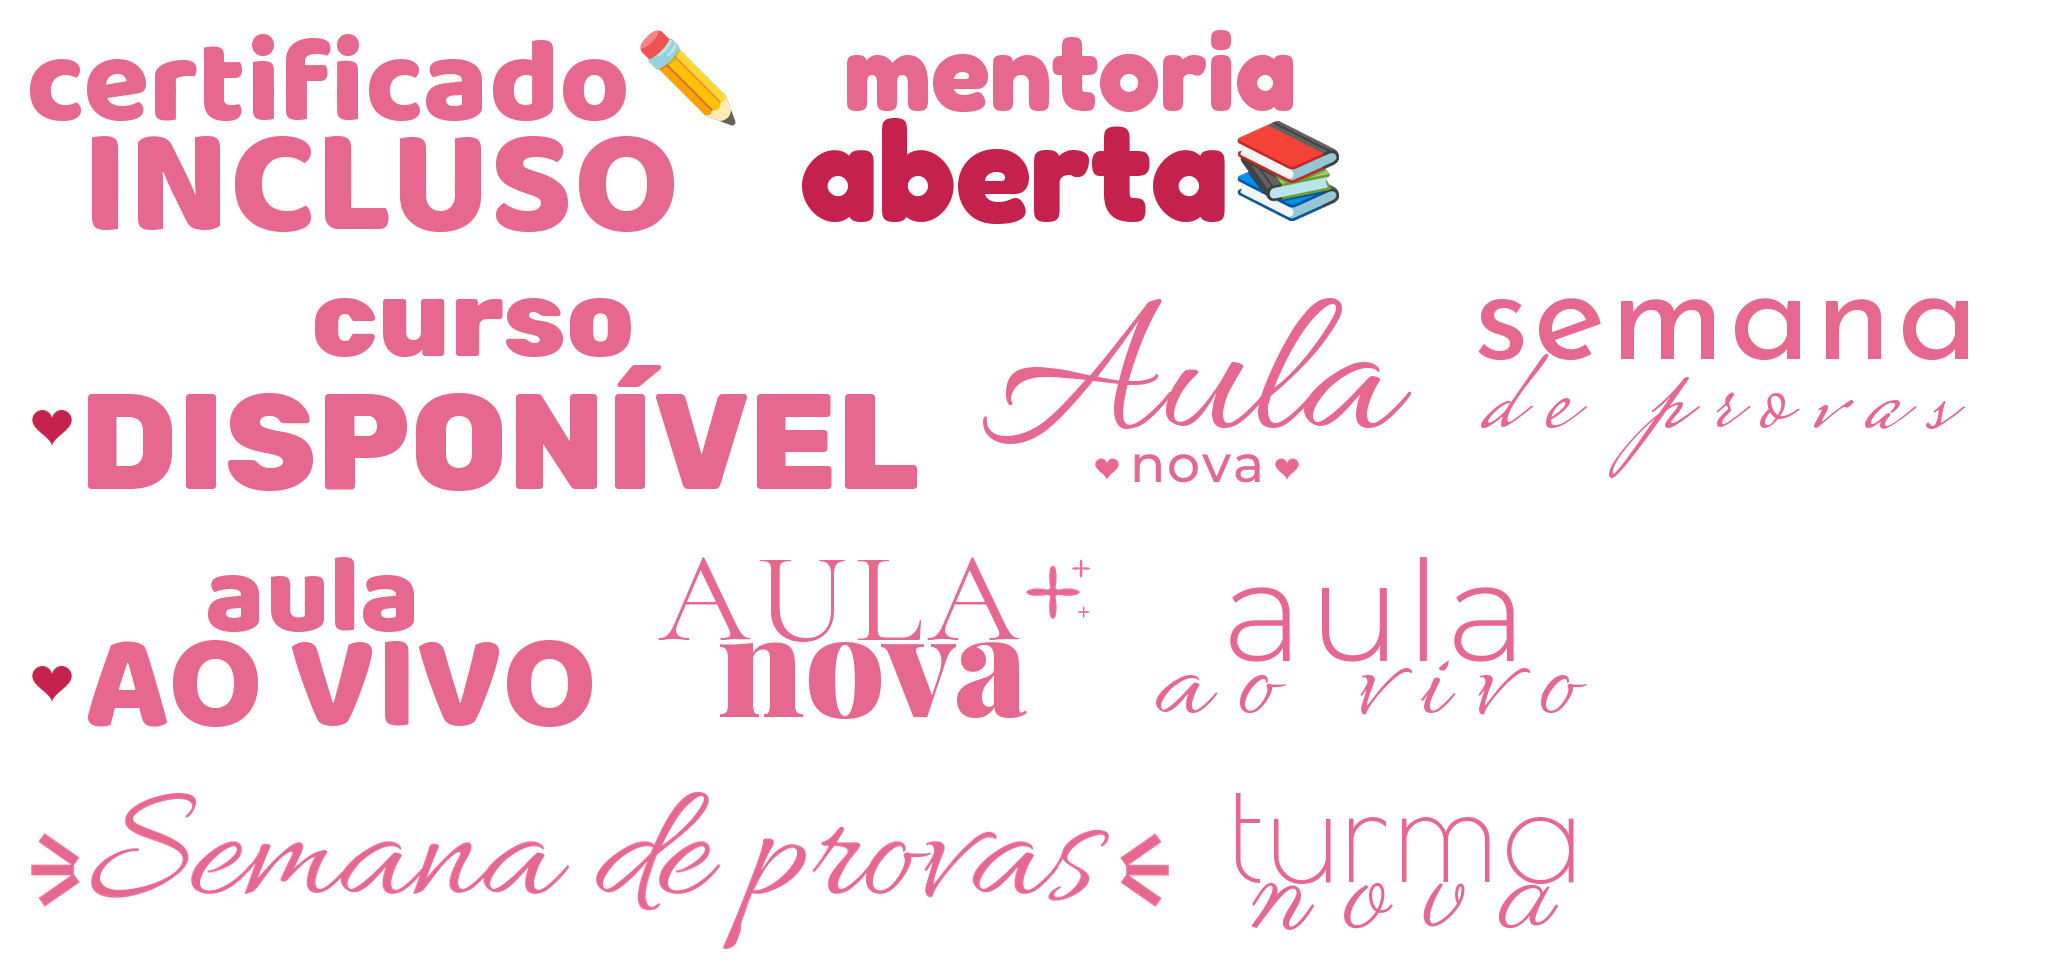 certificado
INCLUSO
mentoria
aberta
curso
DISPONÍVEL
Aula
nova
semana
de provas
aula
AO VIVO
AULA
nova
aula
ao vivo
Semana de provas
turma
nova